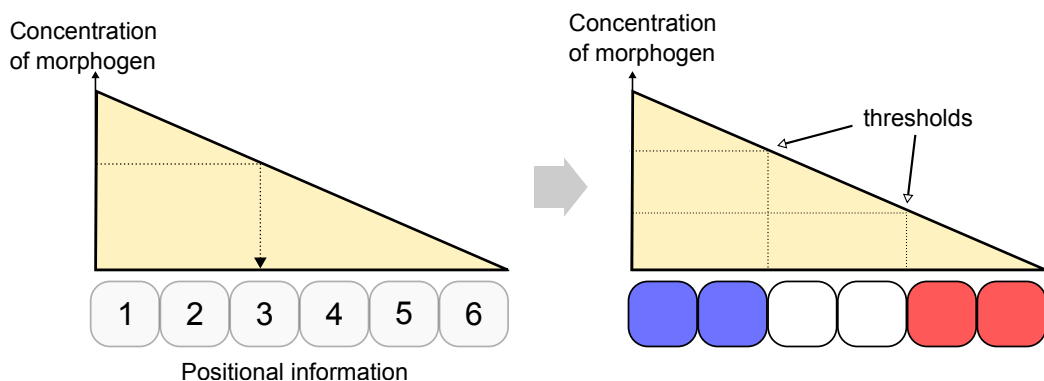 Concentration
of morphogen
1 2 3 4 5 6
Positional information
Concentration
of morphogen
thresholds